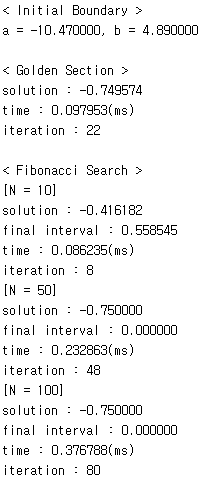 < Initial Boundary >
a = -10.470000, b = 4.890000
< Golden Section >
solution : -0.749574
time : 0.097953(ms)
iteration : 22
< Fibonacci Search >
[N = 10]
solution : -0.416182
final interval : 0.558545
time : 0.086235(ms)
iteration : 8
[N = 50]
solution : -0.750000
final interval : 0.000000
time : 0.232863(ms)
iteration : 48
[N = 100]
solution : -0.750000
final interval : 0.000000
time : 0.376788(ms)
iteration : 80